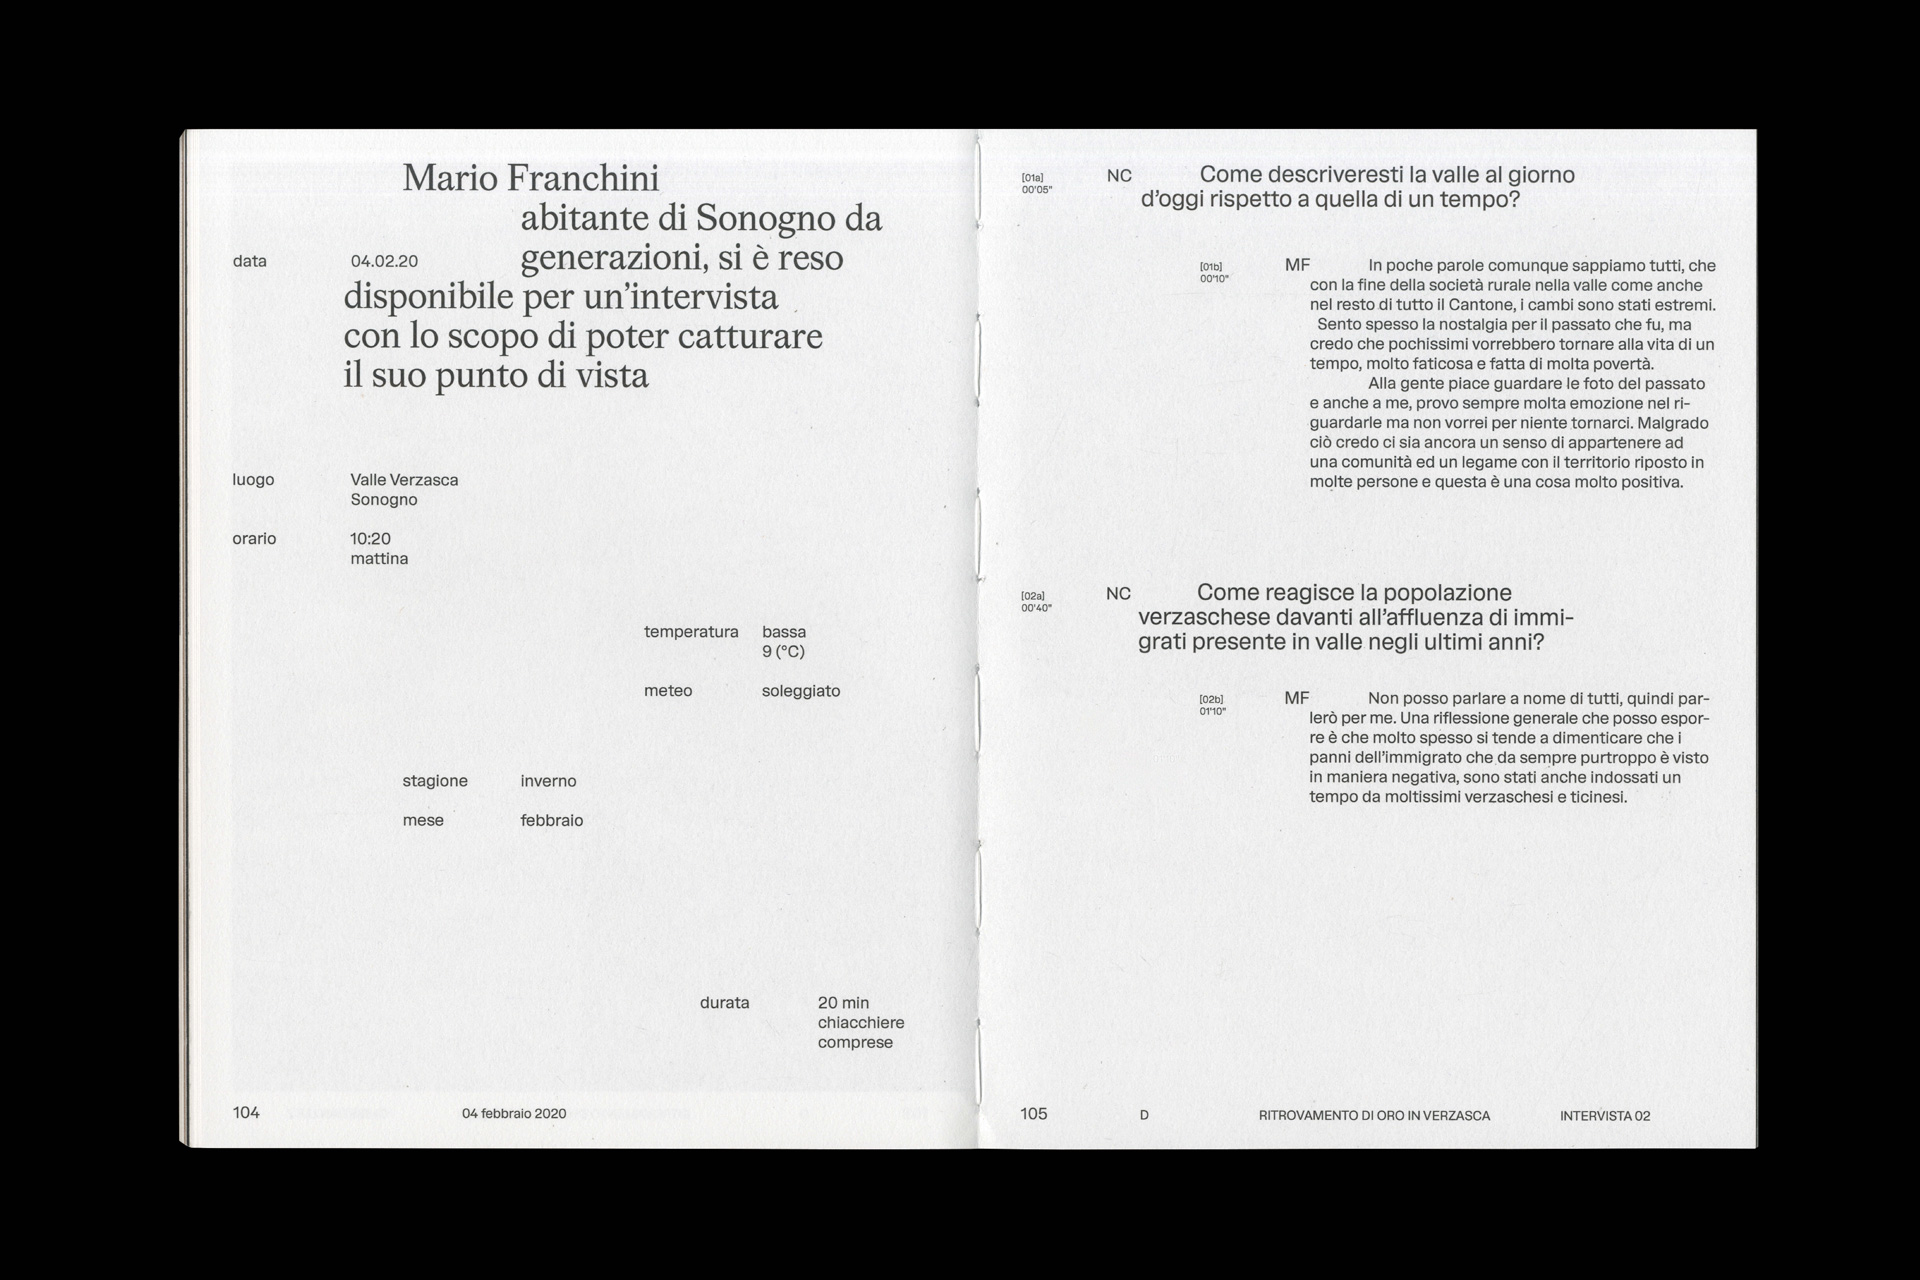 Mario Franchini
abitante di Sonogno da
generazioni, si è reso
disponibile per un'intervista
con lo scopo di poter catturare
il suo punto di vista
data 04.02.20
luogo Valle Verzasca
Sonogno
orario 10:20
mattina
temperatura bassa
9 (°C)
meteo soleggiato
stagione inverno
mese febbraio
durata 20 min
chiacchiere
comprese
104 04 febbraio 2020
[01a] NC Come descriveresti la valle al giorno
00'05"
d'oggi rispetto a quella di un tempo?
[01b] MF In poche parole comunque sappiamo tutti, che
00'10"
con la fine della società rurale nella valle come anche
nel resto di tutto il Cantone, i cambi sono stati estremi.
Sento spesso la nostalgia per il passato che fu, ma
credo che pochissimi vorrebbero tornare alla vita di un
tempo, molto faticosa e fatta di molta povertà.
Alla gente piace guardare le foto del passato
e anche a me, provo sempre molta emozione nel ri-
guardarle ma non vorrei per niente tornarci. Malgrado
ciò credo ci sia ancora un senso di appartenere ad
una comunità ed un legame con il territorio riposto in
molte persone e questa è una cosa molto positiva.
[02a] NC Come reagisce la popolazione
00'40"
verzaschese davanti all'affluenza di immi-
grati presente in valle negli ultimi anni?
[02b] MF Non posso parlare a nome di tutti, quindi par-
01'10"
lerò per me. Una riflessione generale che posso espor-
re è che molto spesso si tende a dimenticare che i
panni dell'immigrato che da sempre purtroppo è visto
in maniera negativa, sono stati anche indossati un
tempo da moltissimi verzaschesi e ticinesi.
105 D RITROVAMENTO DI ORO IN VERZASCA INTERVISTA 02